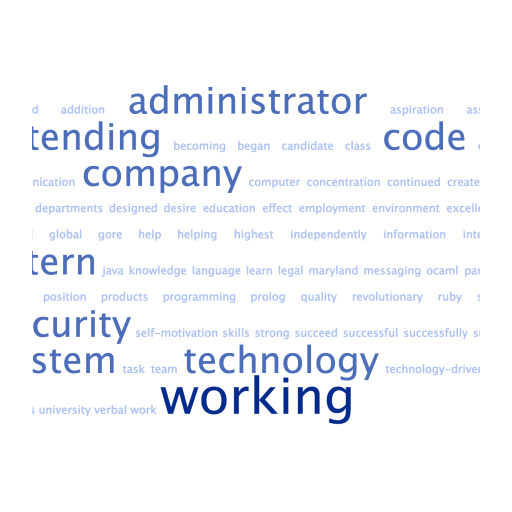 d addition administrator aspiration ass
tending becoming began candidate class code
nication company computer concentration continued create
departments designed desire education effect employment environment excelle
global gore help helping highest independently information inte
tern java knowledge language learn legal maryland messaging ocaml par
position products programming prolog quality revolutionary ruby s
curity self-motivation skills strong succeed successful successfully su
stem task team technology technology-driven
s university verbal work working